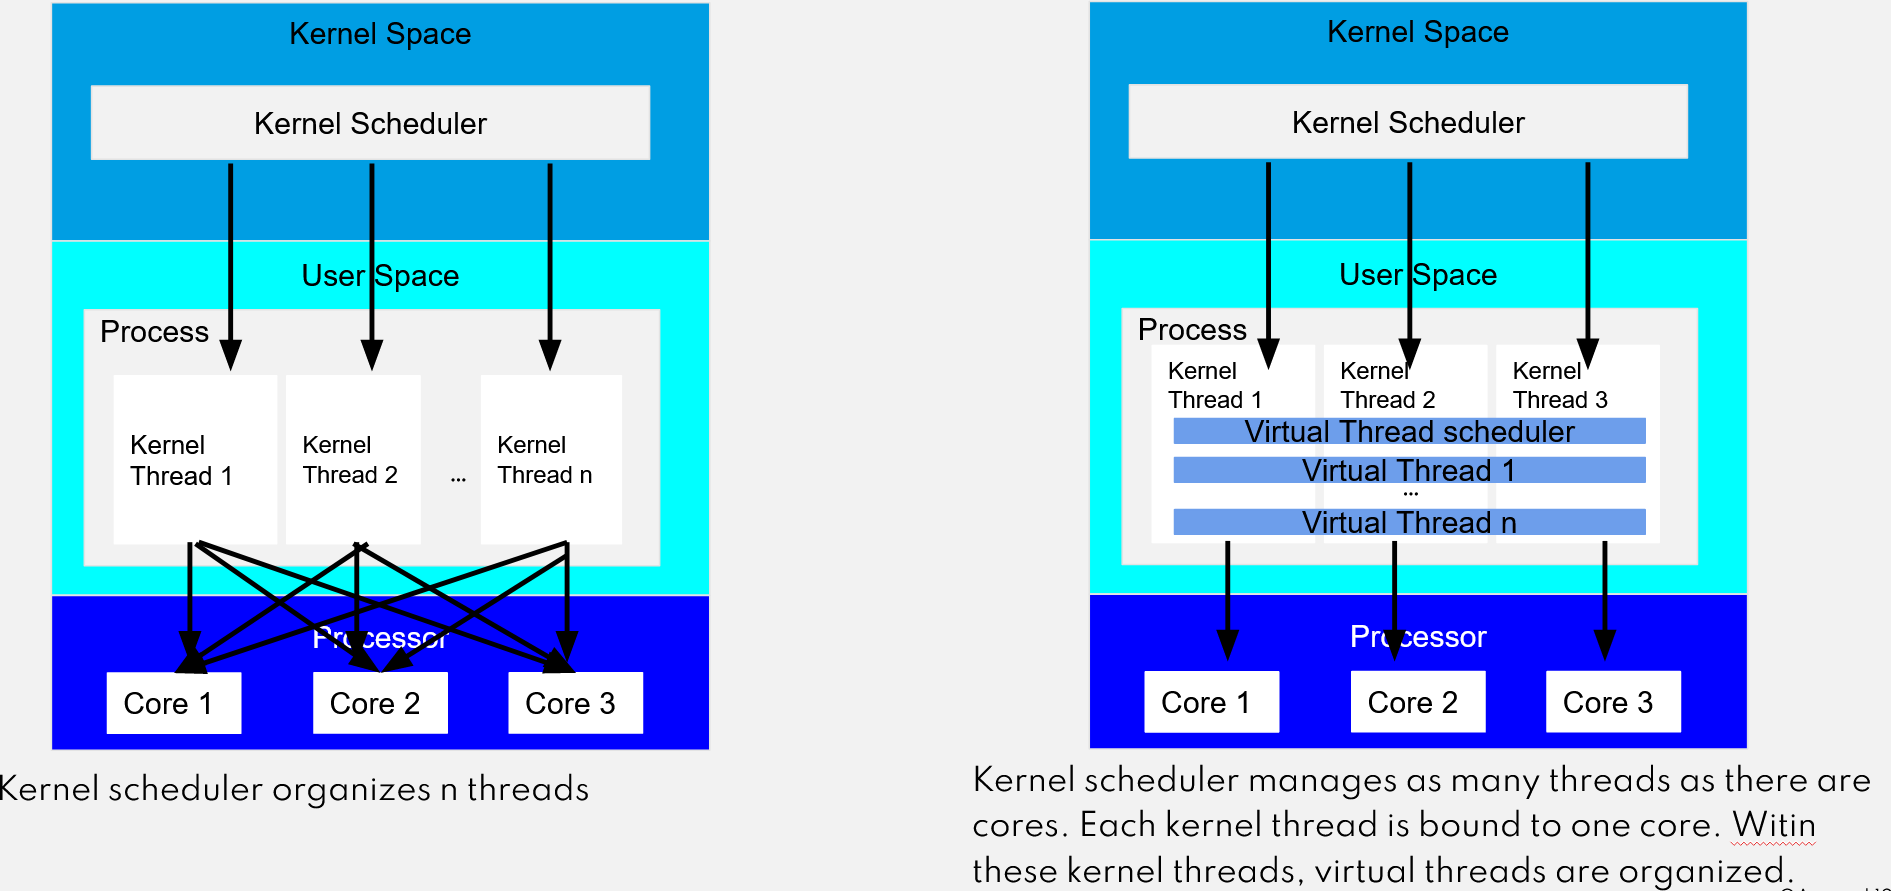 Kernel Space
Kernel Scheduler
User Space
Process
Kernel
Thread 1
Kernel
Thread 2
...
Kernel
Thread n
Processor
Core 1
Core 2
Core 3
Kernel scheduler organizes n threads
Kernel Space
Kernel Scheduler
User Space
Process
Kernel
Thread 1
Kernel
Thread 2
Kernel
Thread 3
Virtual Thread scheduler
Virtual Thread 1
...
Virtual Thread n
Processor
Core 1
Core 2
Core 3
Kernel scheduler manages as many threads as there are
cores. Each kernel thread is bound to one core. Witin
these kernel threads, virtual threads are organized.